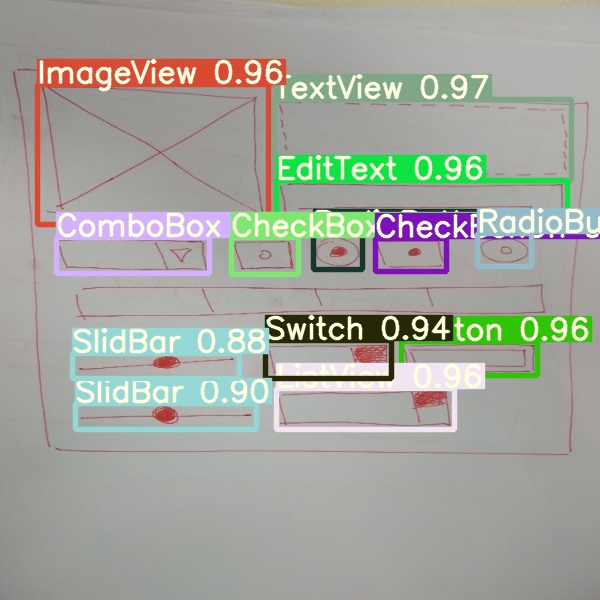 ImageView 0.96
TextView 0.97
EditText 0.96
ComboBox
CheckBox
Check
RadioBu
SlidBar 0.88
Switch 0.94
ton 0.96
SlidBar 0.90
ListView 0.96